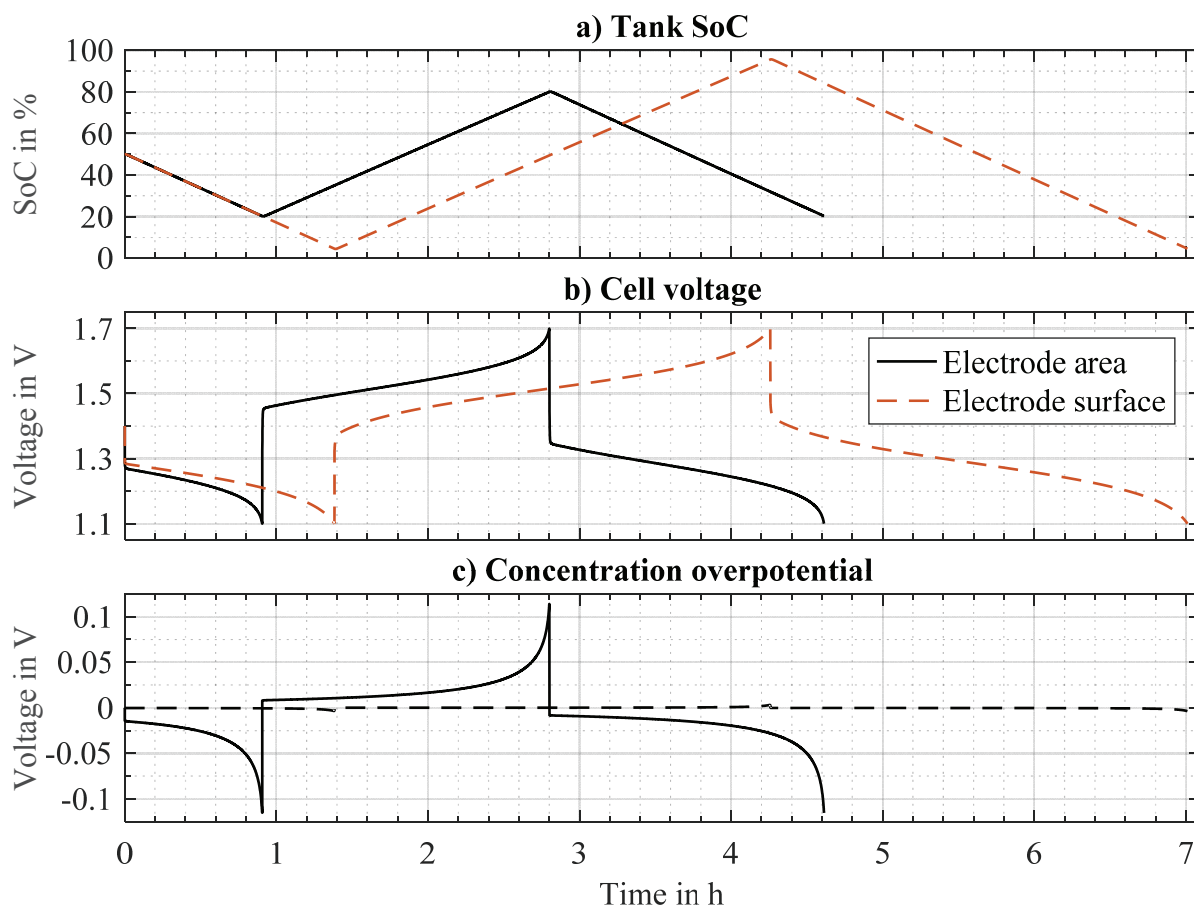 a) Tank SoC
SoC in %
100
80
60
40
20
0
b) Cell voltage
Voltage in V
1.7
1.5
1.3
1.1
Electrode area
Electrode surface
c) Concentration overpotential
Voltage in V
0.1
0.05
0
-0.05
-0.1
0 1 2 3 4 5 6 7
Time in h